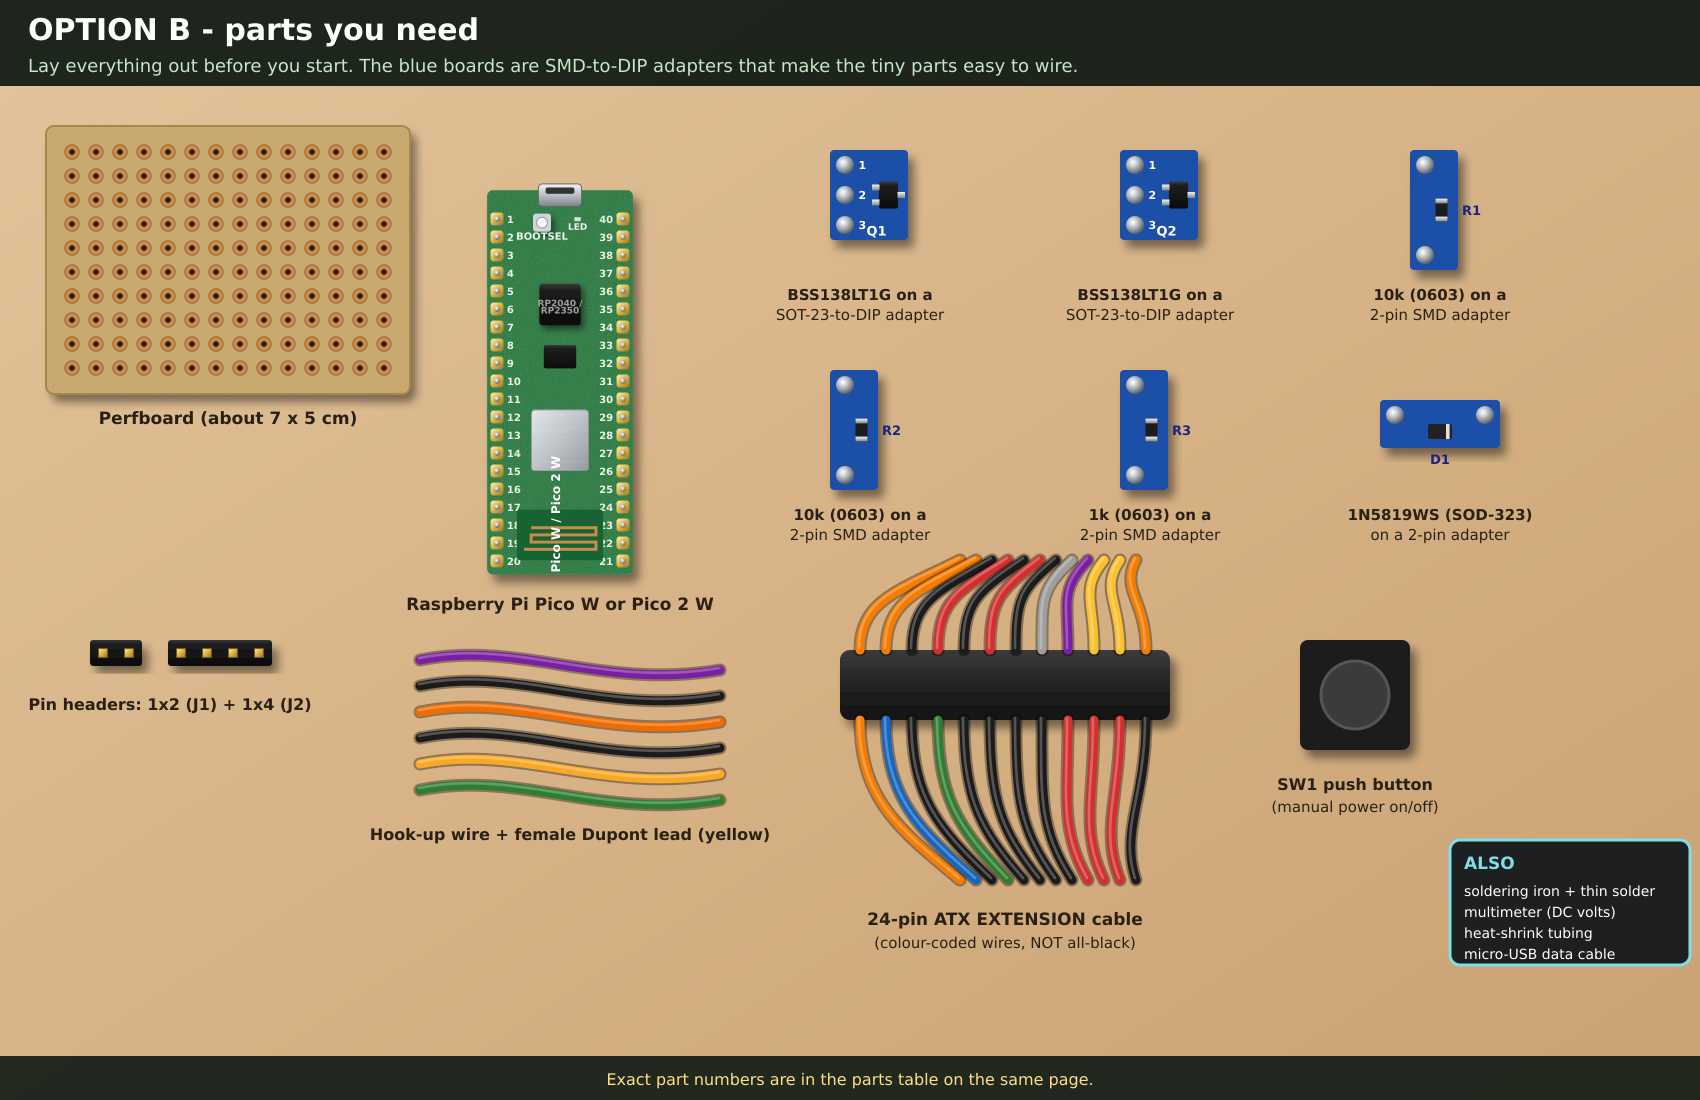 OPTION B - parts you need
Lay everything out before you start. The blue boards are SMD-to-DIP adapters that make the tiny parts easy to wire.
Perfboard (about 7 x 5 cm)
1 40
BOOTSEL
LED
2 39
3 38
4 37
5 36
RP2040 /
RP2350
6 35
7 34
8 33
9 32
10 31
11 30
12 29
13 28
14 27
15 26
16 25
17 24
18 23
19 22
20 21
Pico W / Pico 2 W
Raspberry Pi Pico W or Pico 2 W
1
2
3
Q1
BSS138LT1G on a
SOT-23-to-DIP adapter
1
2
3
Q2
BSS138LT1G on a
SOT-23-to-DIP adapter
R1
10k (0603) on a
2-pin SMD adapter
R2
10k (0603) on a
2-pin SMD adapter
R3
1k (0603) on a
2-pin SMD adapter
D1
1N5819WS (SOD-323)
on a 2-pin adapter
Pin headers: 1x2 (J1) + 1x4 (J2)
Hook-up wire + female Dupont lead (yellow)
24-pin ATX EXTENSION cable
(colour-coded wires, NOT all-black)
SW1 push button
(manual power on/off)
ALSO
soldering iron + thin solder
multimeter (DC volts)
heat-shrink tubing
micro-USB data cable
Exact part numbers are in the parts table on the same page.